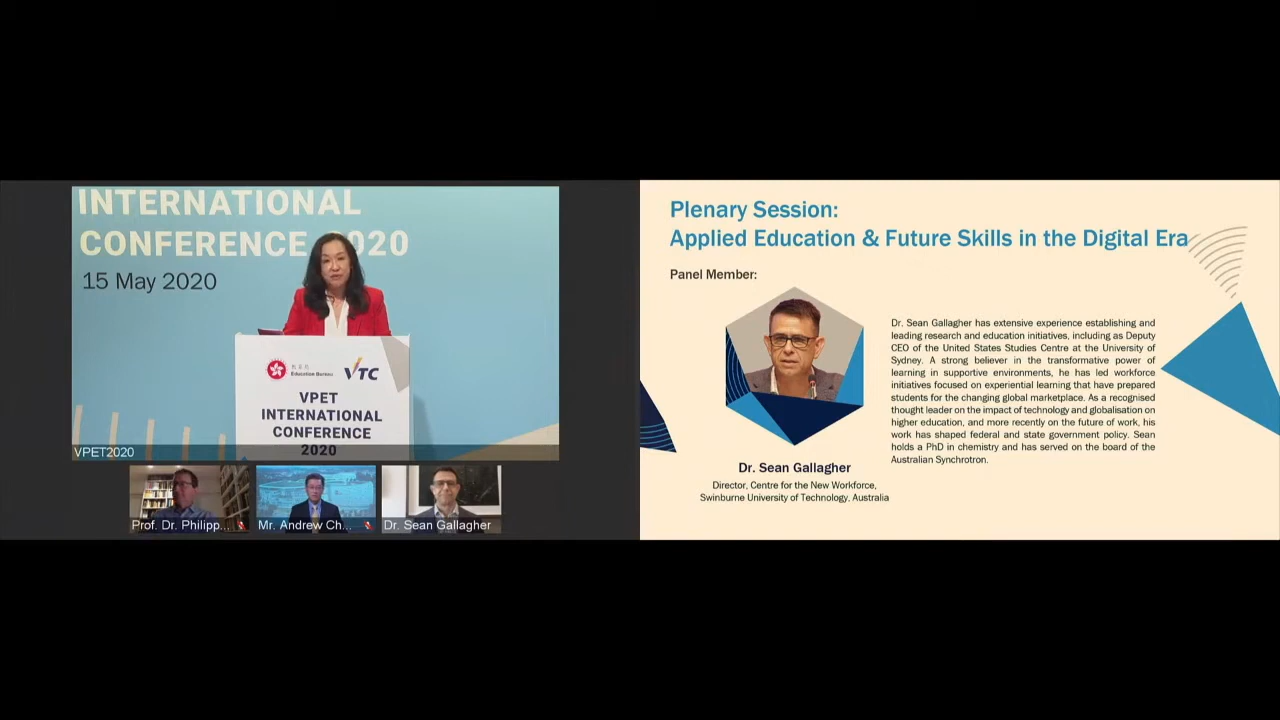 INTERNATIONAL
CONFERENCE 2020
15 May 2020
Education Bureau
VTC
VPET
INTERNATIONAL
CONFERENCE
2020
VPET2020
Prof. Dr. Philipp...
Mr. Andrew Ch...
Dr. Sean Gallagher
Plenary Session:
Applied Education & Future Skills in the Digital Era
Panel Member:
Dr. Sean Gallagher
Director, Centre for the New Workforce,
Swinburne University of Technology, Australia
Dr. Sean Gallagher has extensive experience establishing and
leading research and education initiatives, including as Deputy
CEO of the United States Studies Centre at the University of
Sydney. A strong believer in the transformative power of
learning in supportive environments, he has led workforce
initiatives focused on experiential learning that have prepared
students for the changing global marketplace. As a recognised
thought leader on the impact of technology and globalisation on
higher education, and more recently on the future of work, his
work has shaped federal and state government policy. Sean
holds a PhD in chemistry and has served on the board of the
Australian Synchrotron.